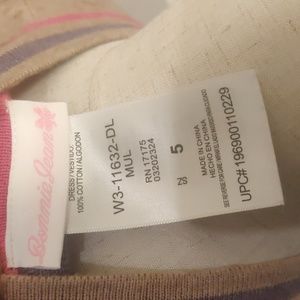 Bonnie Jean
DRESS / VESTIDO
100% COTTON / ALGODON
W3-11632-DL
MUL
RN 17175
03202324
5
MADE IN CHINA
HECHO EN CHINA
UPC# 196900110229